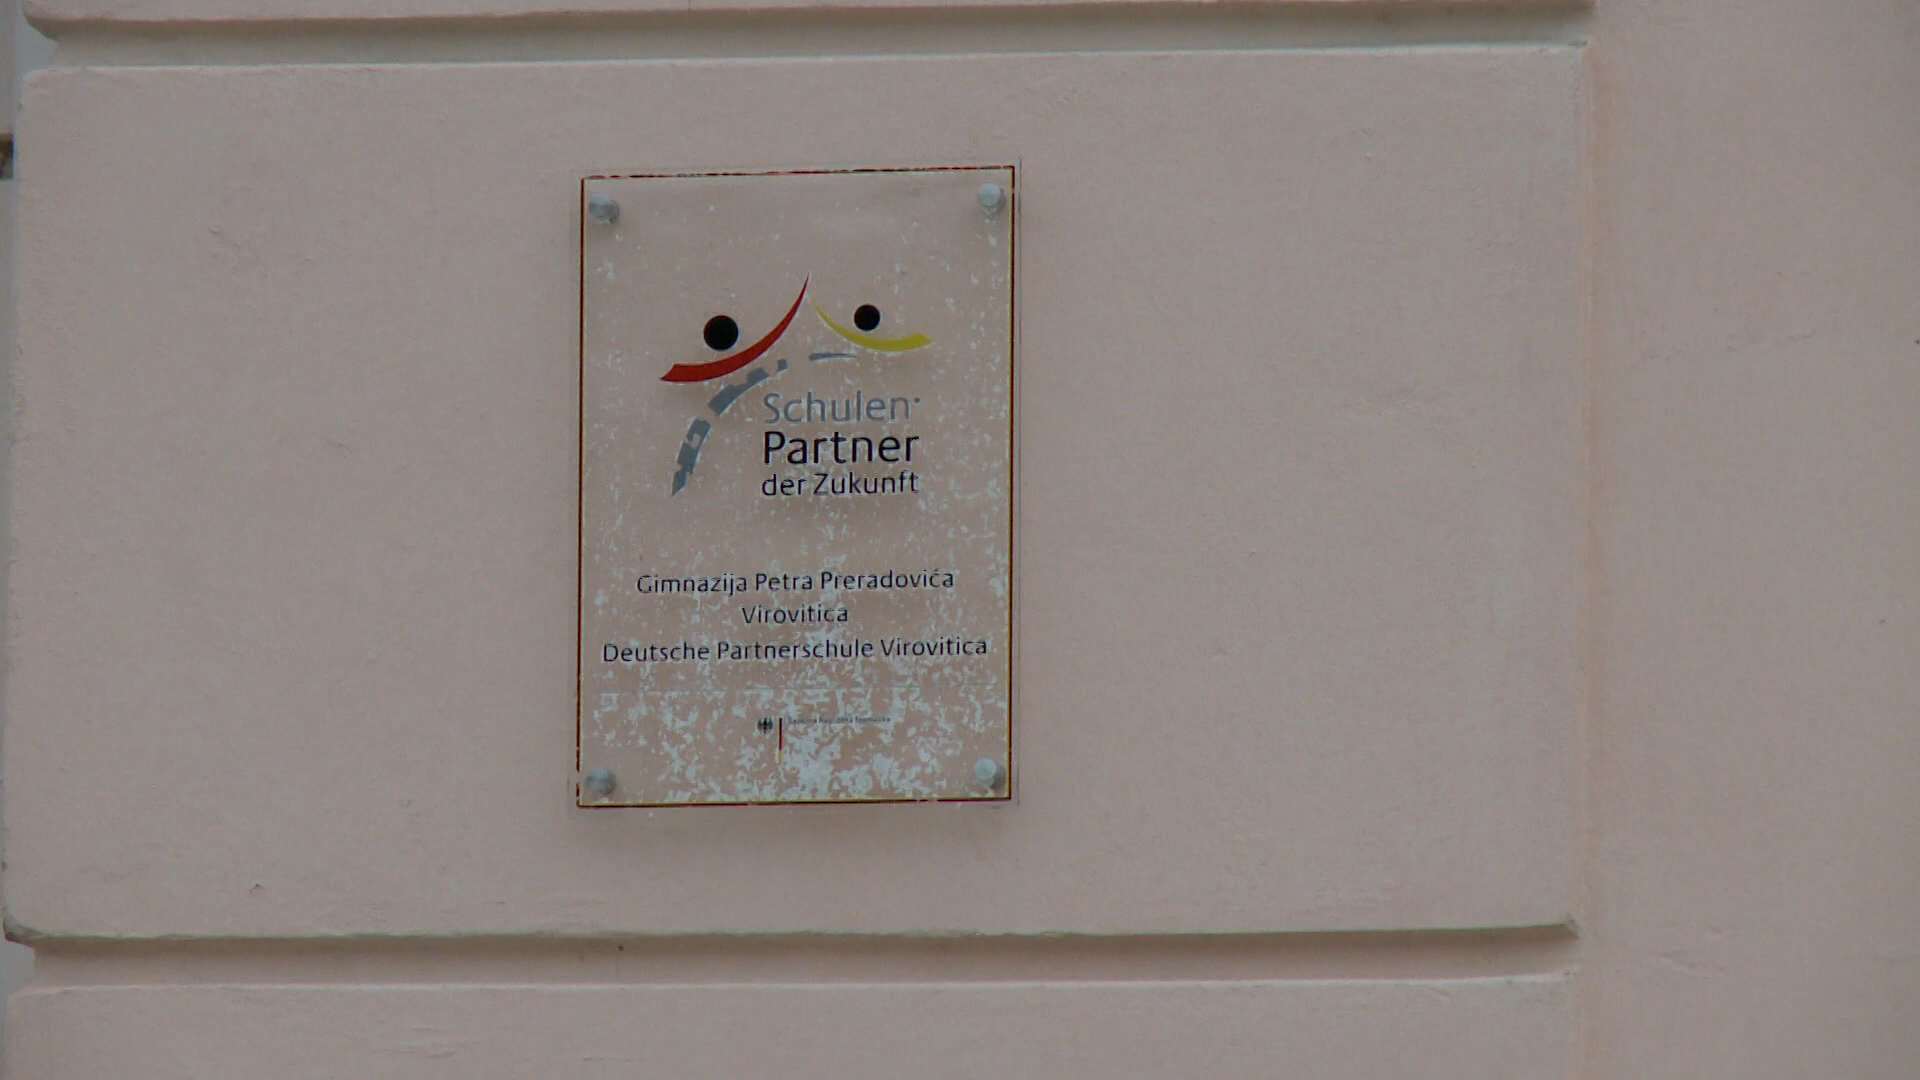 Schulen:
Partner
der Zukunft
Gimnazija Petra Preradovića
Virovitica
Deutsche Partnerschule Virovitica